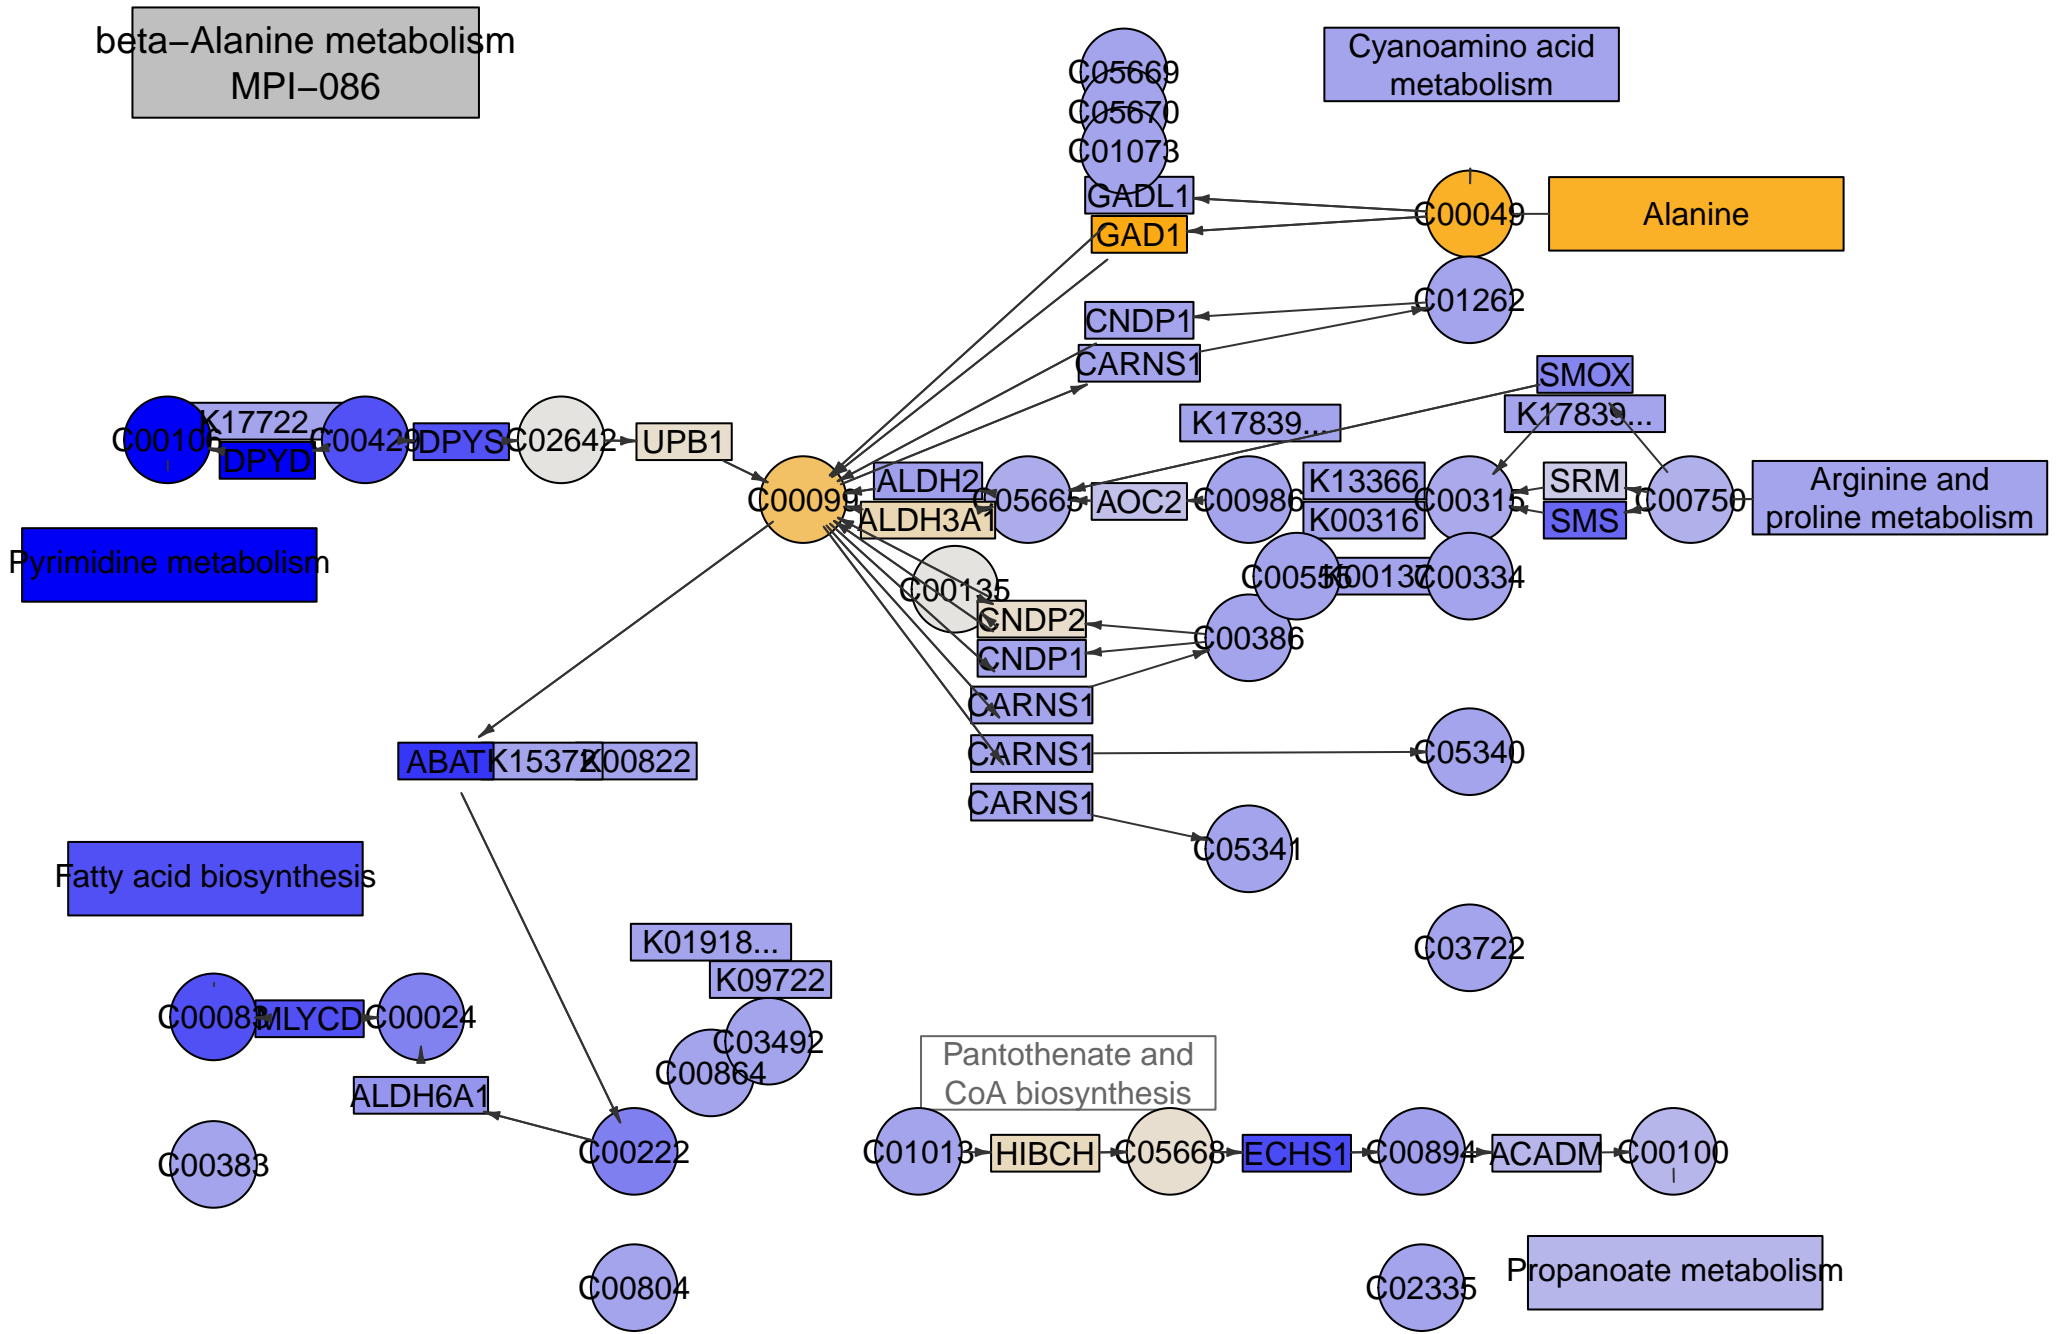 beta−Alanine metabolism
MPI−086
C05669
C05670
C01073
Cyanoamino acid
metabolism
GADL1
GAD1
C00049
Alanine
CNDP1
CARNS1
C01262
SMOX
K17839...
K17839...
C00106
K17722...
DPYD
C00429
DPYS
C02642
UPB1
C00099
ALDH2
ALDH3A1
C05665
AOC2
C00986
K13366
K00316
C00315
SRM
SMS
C00750
Arginine and
proline metabolism
Pyrimidine metabolism
C00135
C00555
K00137
C00334
CNDP2
CNDP1
C00386
CARNS1
CARNS1
CARNS1
C05340
C05341
ABAT
K15372
K00822
Fatty acid biosynthesis
K01918...
K09722
C03722
C00083
MLYCD
C00024
C03492
C00864
ALDH6A1
Pantothenate and
CoA biosynthesis
C00383
C00222
C01013
HIBCH
C05668
ECHS1
C00894
ACADM
C00100
C00804
C02335
Propanoate metabolism